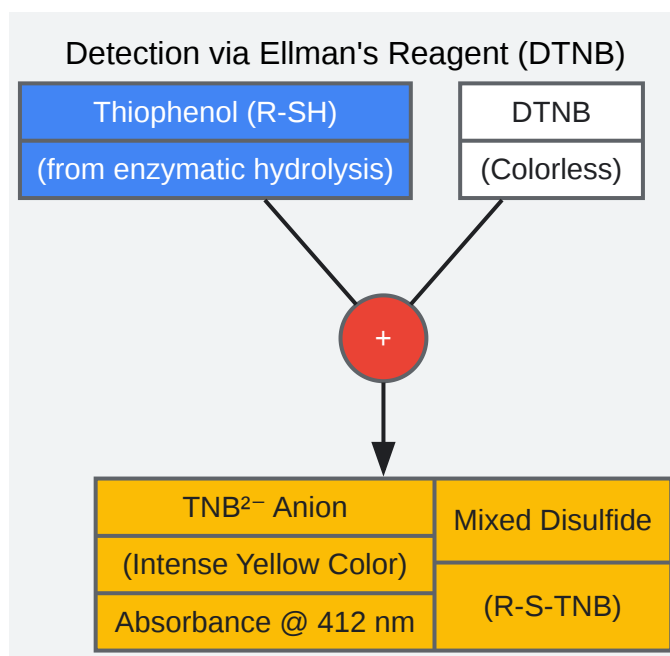 Detection via Ellman's Reagent (DTNB)
Thiophenol (R-SH)
(from enzymatic hydrolysis)
DTNB
(Colorless)
+
TNB²⁻ Anion
(Intense Yellow Color)
Absorbance @ 412 nm
Mixed Disulfide
(R-S-TNB)